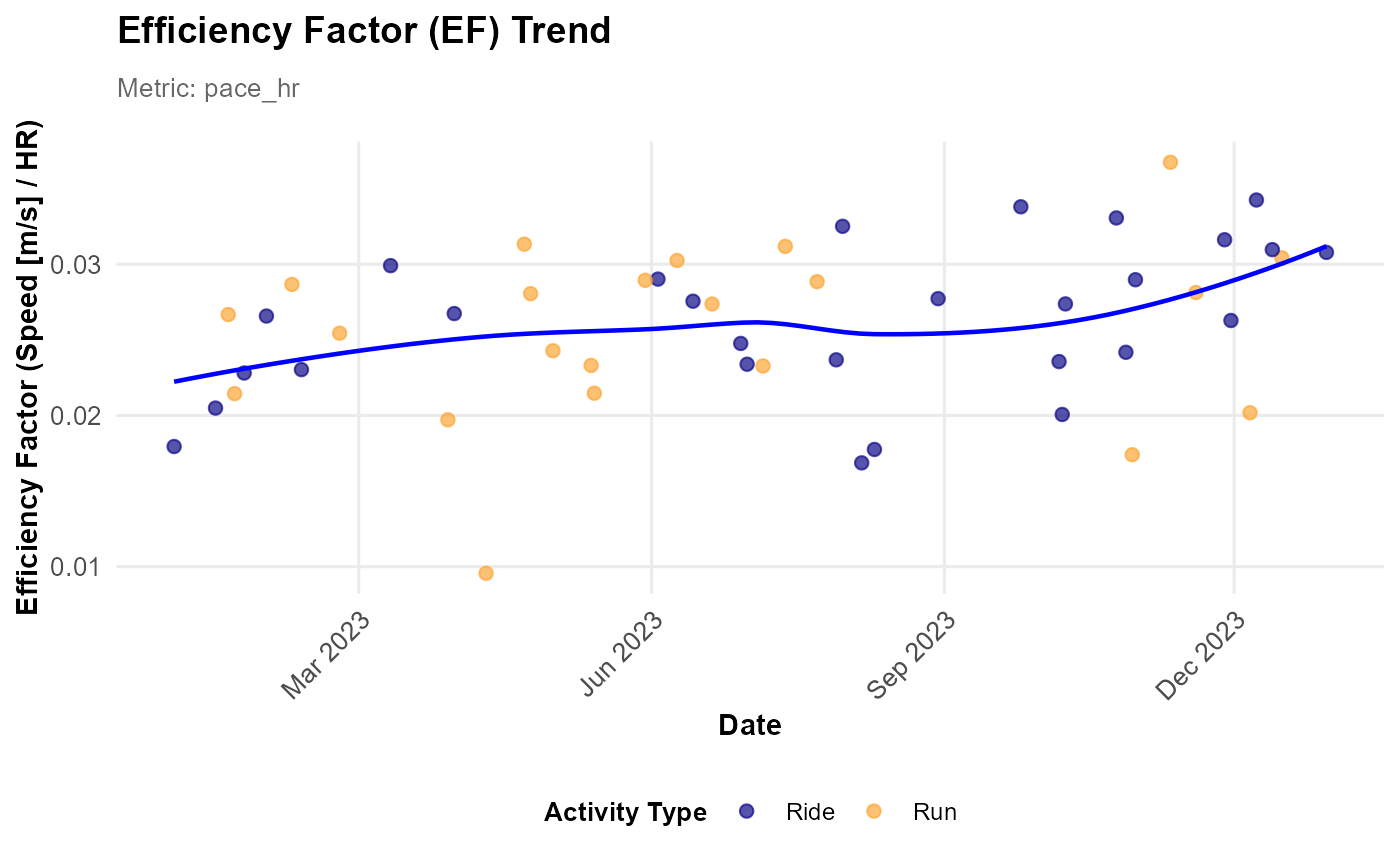 Efficiency Factor (EF) Trend
Metric: pace_hr
Efficiency Factor (Speed [m/s] / HR)
0.03
0.02
0.01
Mar 2023
Jun 2023
Sep 2023
Dec 2023
Date
Activity Type
Ride
Run